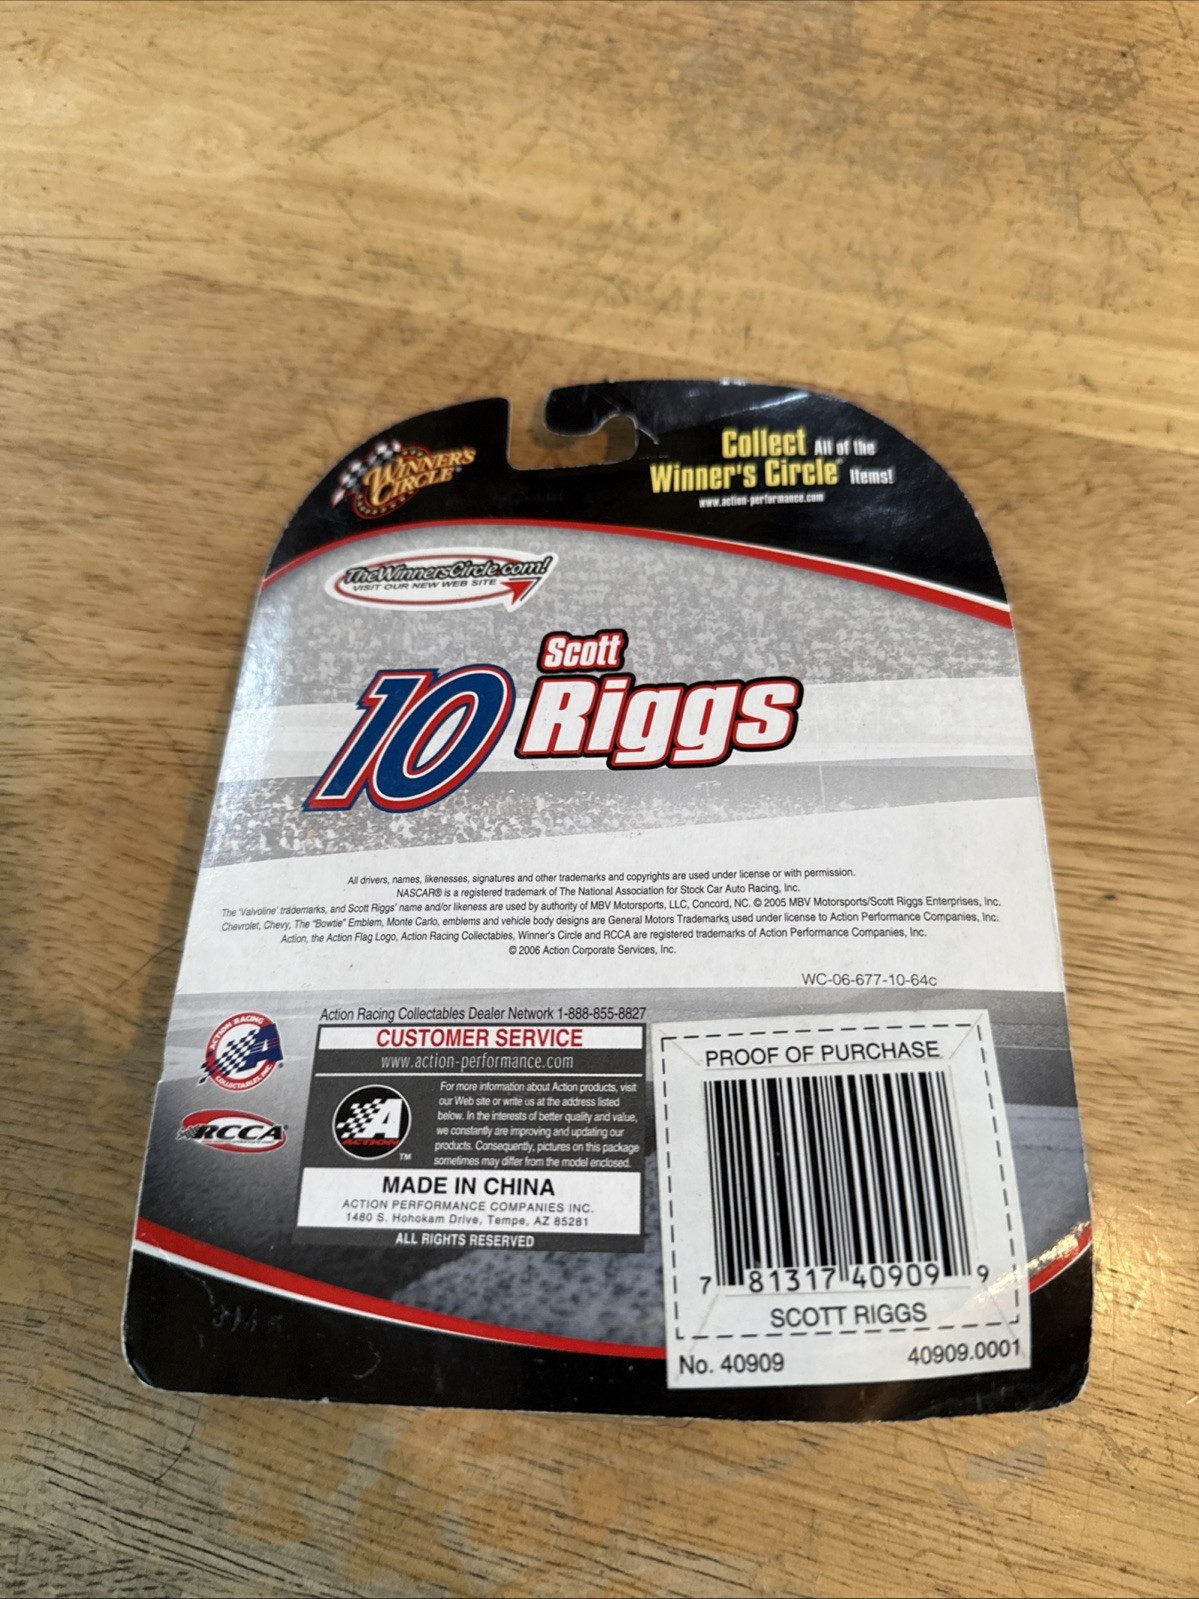 WINNER'S
CIRCLE
Collect All of the
Winner's Circle Items!
www.action-performance.com
TheWinnersCircle.com!
VISIT OUR NEW WEB SITE
Scott
10 Riggs
All drivers, names, likenesses, signatures and other trademarks and copyrights are used under license or with permission.
NASCAR® is a registered trademark of The National Association for Stock Car Auto Racing, Inc.
The "Valvoline" trademarks, and Scott Riggs' name and/or likeness are used by authority of MBV Motorsports, LLC, Concord, NC. © 2005 MBV Motorsports/Scott Riggs Enterprises, Inc.
Chevrolet, Chevy, The "Bowtie" Emblem, Monte Carlo, emblems and vehicle body designs are General Motors Trademarks used under license to Action Performance Companies, Inc.
Action, the Action Flag Logo, Action Racing Collectables, Winner's Circle and RCCA are registered trademarks of Action Performance Companies, Inc.
© 2006 Action Corporate Services, Inc.
WC-06-677-10-64c
Action Racing Collectables Dealer Network 1-888-855-8827
CUSTOMER SERVICE
www.action-performance.com
ACTION RACING
COLLECTABLES, INC.
RCCA
A
ACTION
TM
For more information about Action products, visit
our Web site or write us at the address listed
below. In the interests of better quality and value,
we constantly are improving and updating our
products. Consequently, pictures on this package
sometimes may differ from the model enclosed.
MADE IN CHINA
ACTION PERFORMANCE COMPANIES INC.
1480 S. Hohokam Drive, Tempe, AZ 85281
ALL RIGHTS RESERVED
PROOF OF PURCHASE
7 81317 40909 9
SCOTT RIGGS
No. 40909 40909.0001